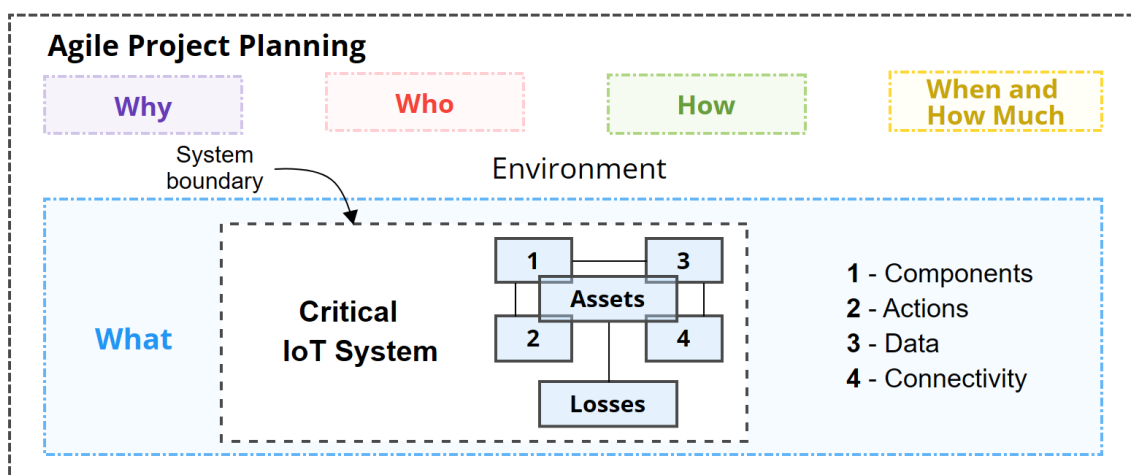 Agile Project Planning
Why
Who
How
When and
How Much
System
boundary
Environment
What
Critical
IoT System
1
3
Assets
2
4
Losses
1 - Components
2 - Actions
3 - Data
4 - Connectivity